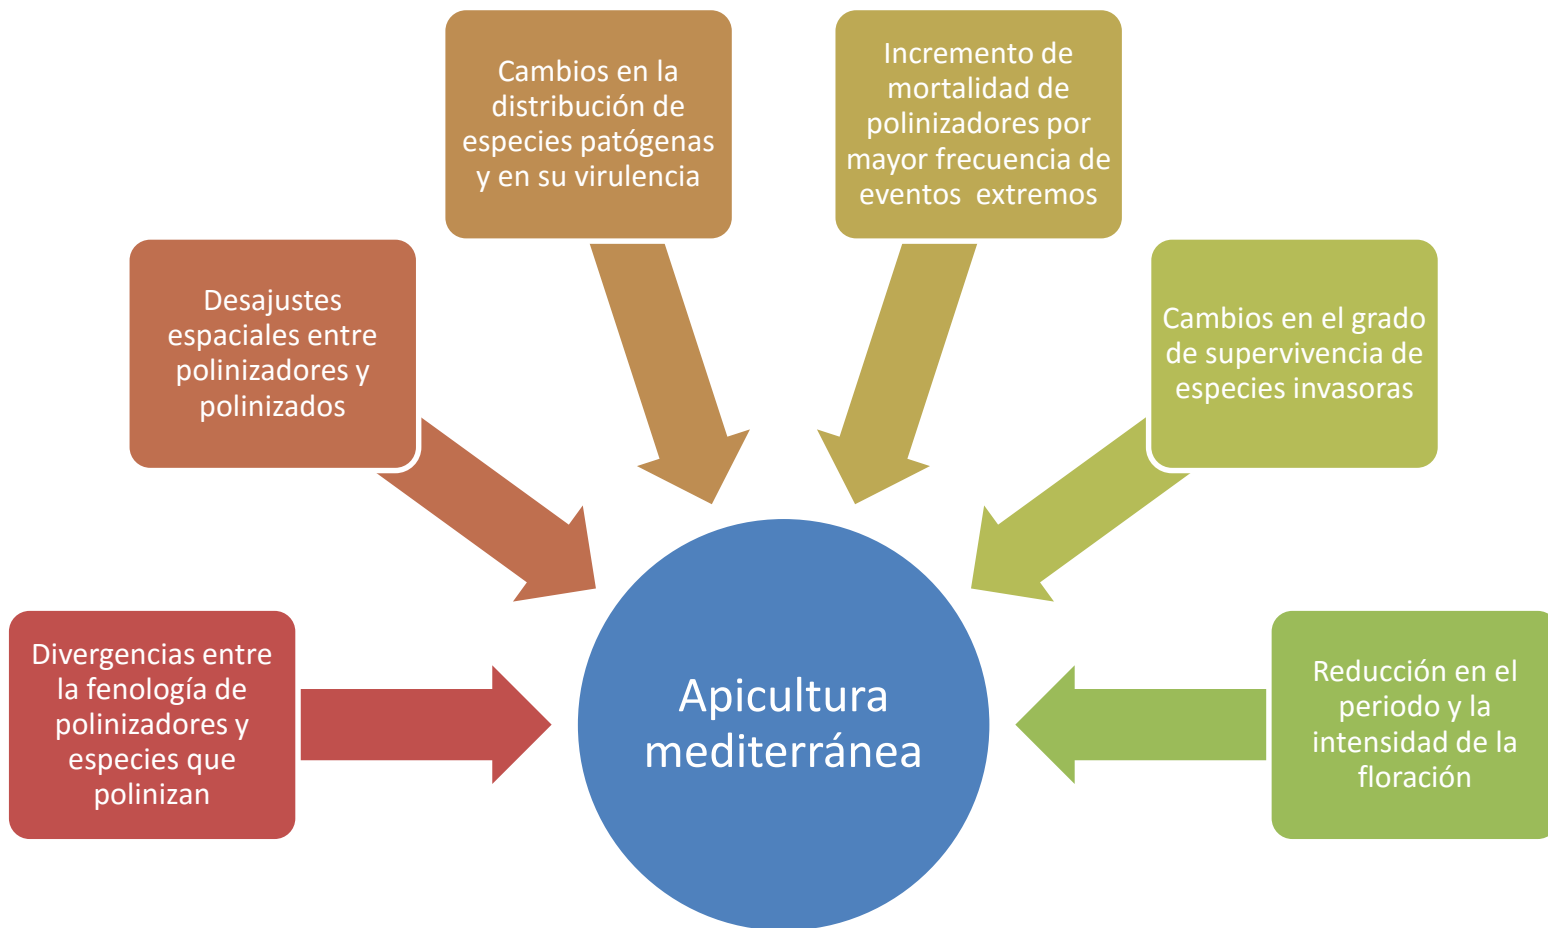 Cambios en la
distribución de
especies patógenas
y en su virulencia
Incremento de
mortalidad de
polinizadores por
mayor frecuencia de
eventos extremos
Desajustes
espaciales entre
polinizadores y
polinizados
Cambios en el grado
de supervivencia de
especies invasoras
Divergencias entre
la fenología de
polinizadores y
especies que
polinizan
Apicultura
mediterránea
Reducción en el
periodo y la
intensidad de la
floración